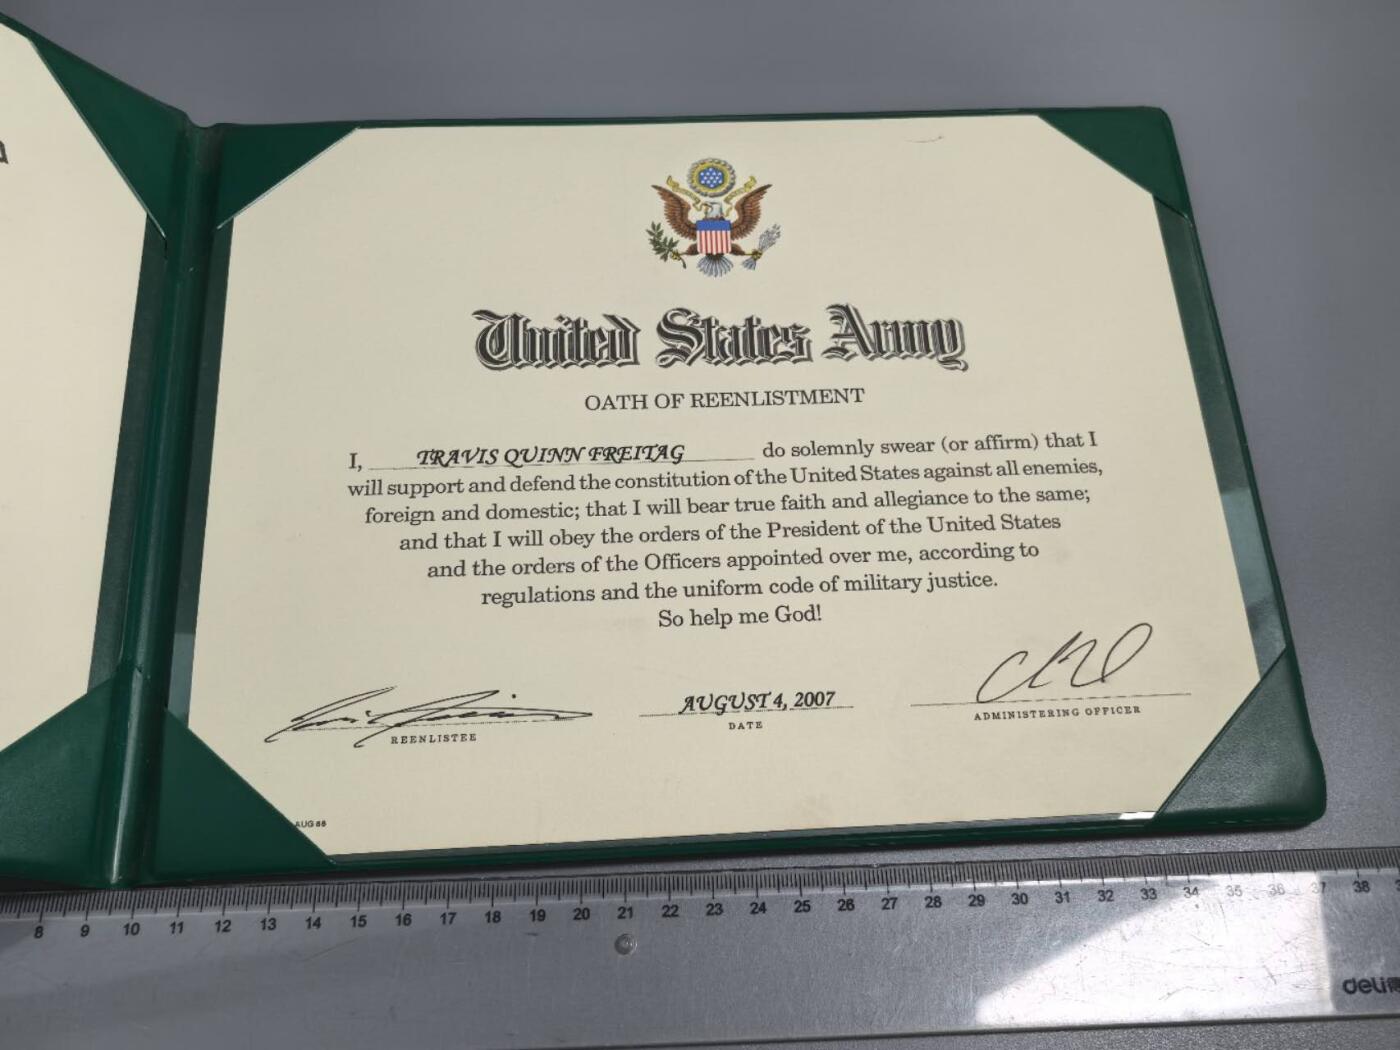 United States Army
OATH OF REENLISTMENT
I, TRAVIS QUINN FREITAG do solemnly swear (or affirm) that I
will support and defend the constitution of the United States against all enemies,
foreign and domestic; that I will bear true faith and allegiance to the same;
and that I will obey the orders of the President of the United States
and the orders of the Officers appointed over me, according to
regulations and the uniform code of military justice.
So help me God!
AUGUST 4, 2007
REENLISTEE
DATE
ADMINISTERING OFFICER
AUG 88
8 9 10 11 12 13 14 15 16 17 18 19 20 21 22 23 24 25 26 27 28 29 30 31 32 33 34 35 36 37 38
deli